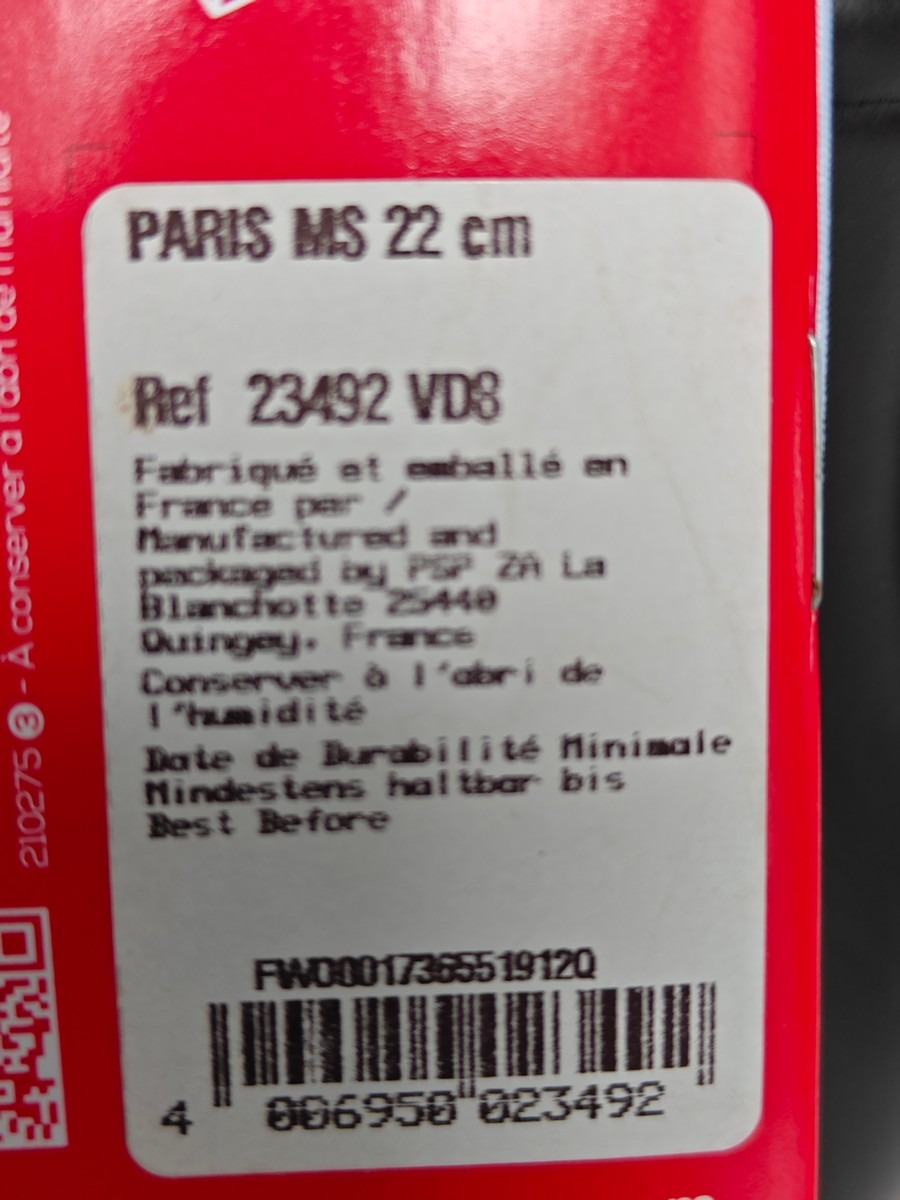 PARIS MS 22 cm
Ref 23492 VD8
Fabriqué et emballé en
France par /
Manufactured and
packaged by PSP ZA La
Blanchotte 25440
Quingey. France
Conserver à l'abri de
l'humidité
Date de Durabilité Minimale
Mindestens haltbar bis
Best Before
FW00017365519120
4 006950 023492
210275 3 - À conserver à l'abri de l'humidité